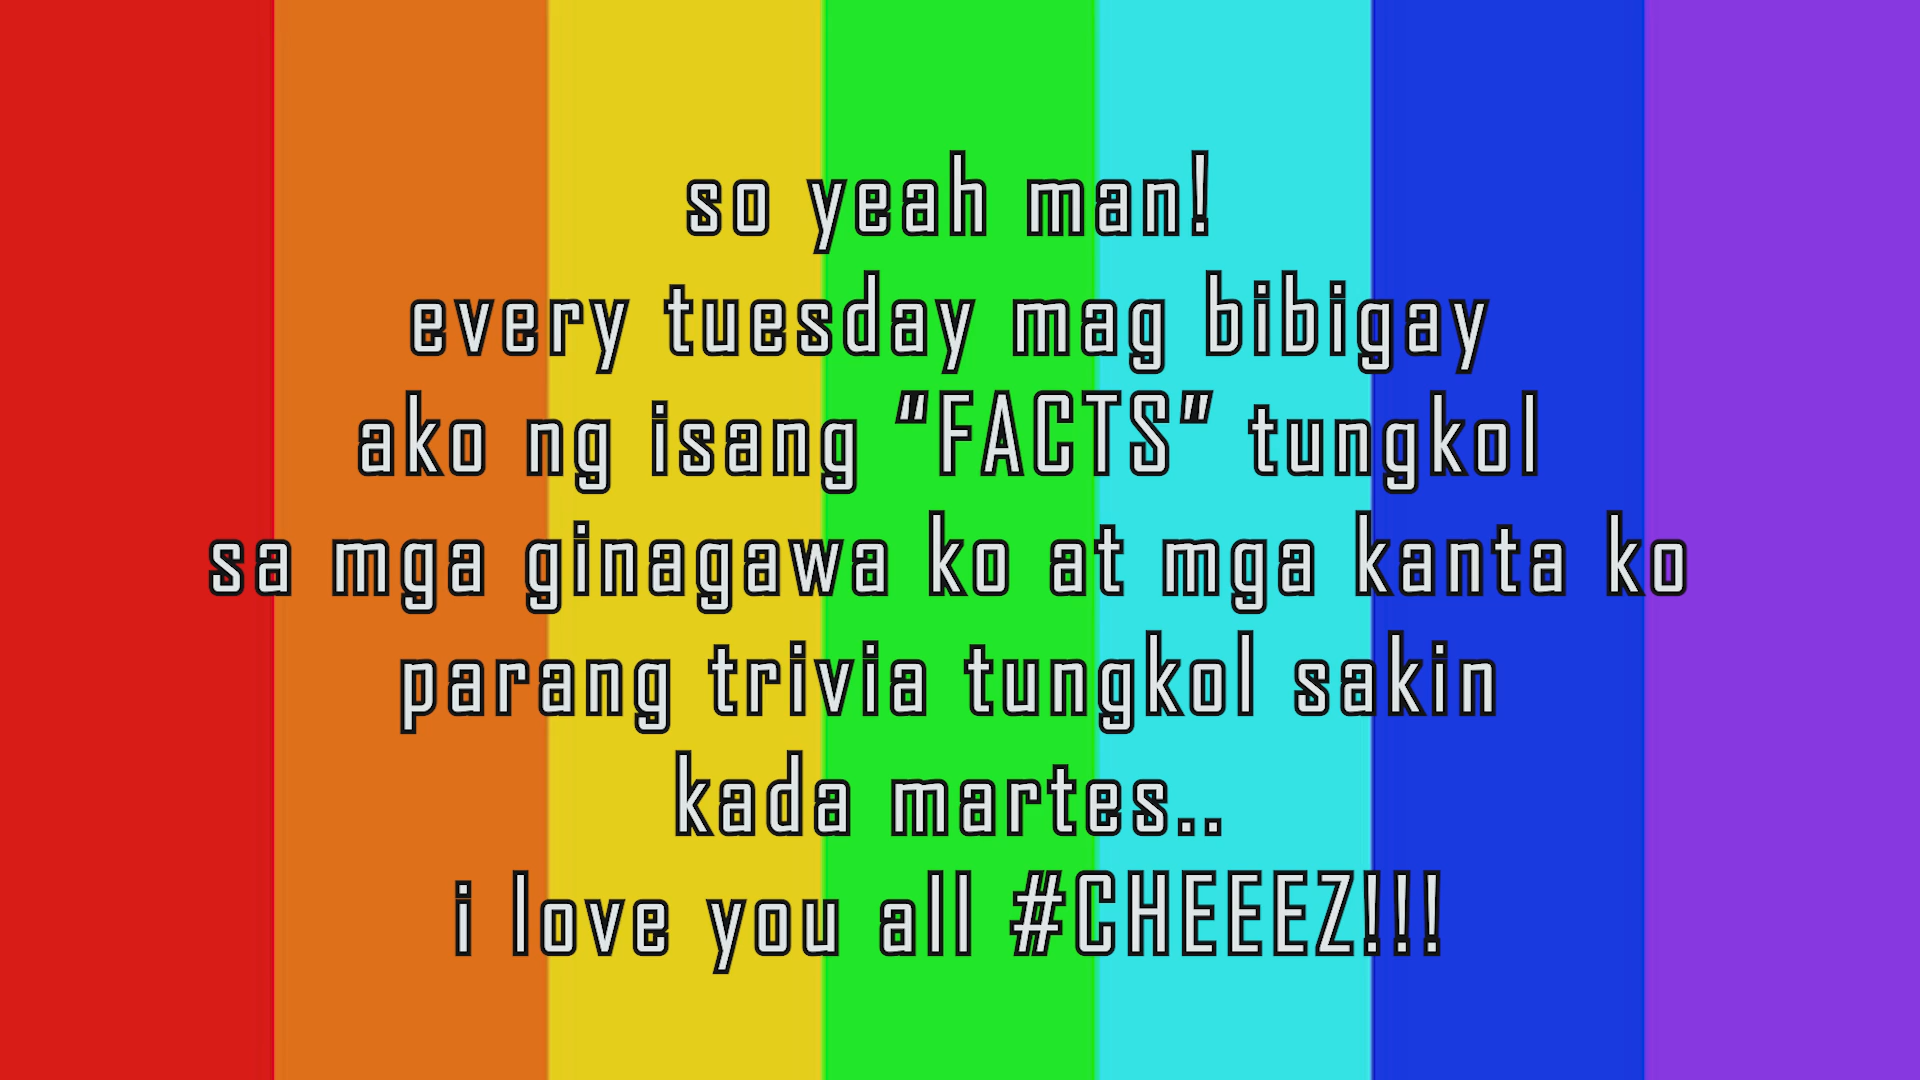 so yeah man!
every tuesday mag bibigay
ako ng isang "FACTS" tungkol
sa mga ginagawa ko at mga kanta ko
parang trivia tungkol sakin
kada martes..
i love you all #CHEEEZ!!!